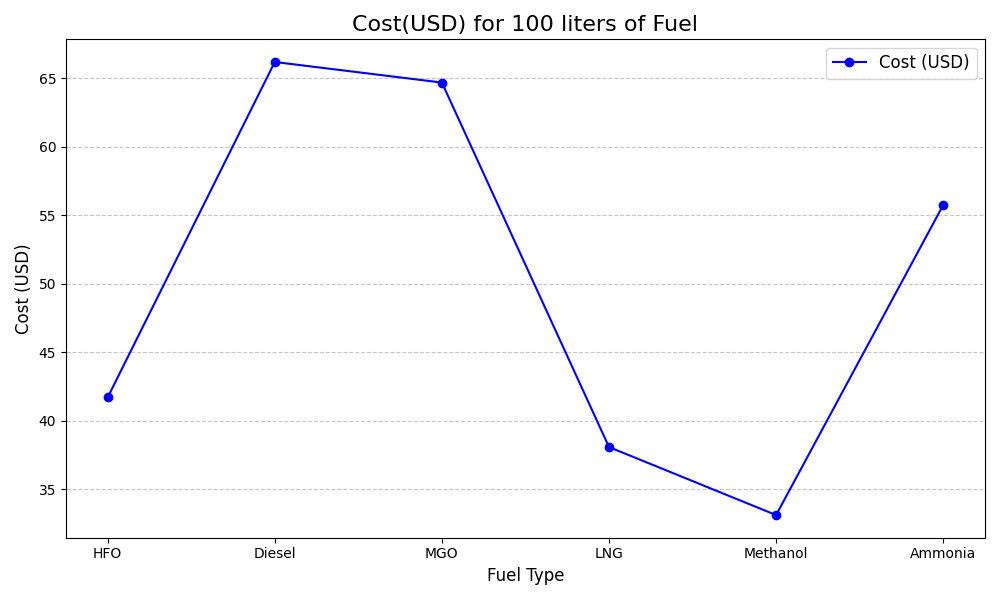 Cost(USD) for 100 liters of Fuel
Cost (USD)
65
60
55
50
45
40
35
Cost (USD)
HFO Diesel MGO LNG Methanol Ammonia
Fuel Type